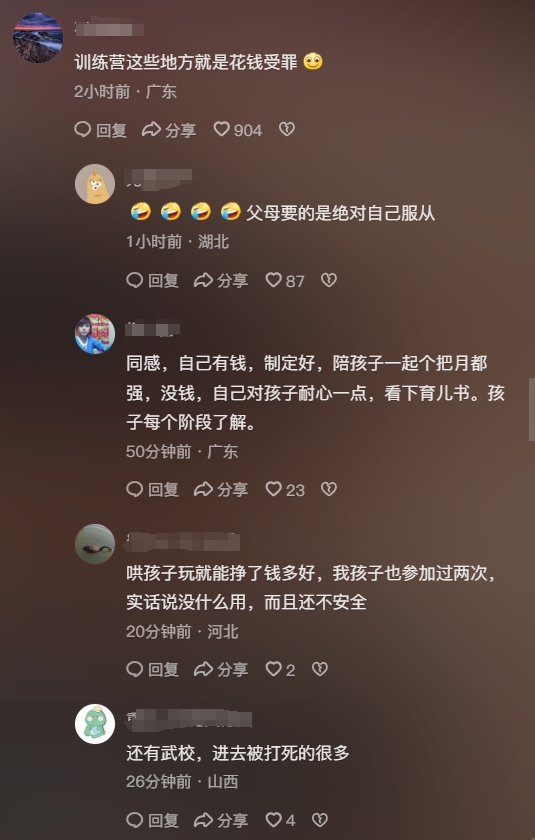 训练营这些地方就是花钱受罪
2小时前·广东
回复 分享 904
父母要的是绝对自己服从
1小时前·湖北
回复 分享 87
同感，自己有钱，制定好，陪孩子一起个把月都
强，没钱，自己对孩子耐心一点，看下育儿书。孩
子每个阶段了解。
50分钟前·广东
回复 分享 23
哄孩子玩就能挣了钱多好，我孩子也参加过两次，
实话说没什么用，而且还不安全
20分钟前·河北
回复 分享 2
还有武校，进去被打死的很多
26分钟前·山西
回复 分享 4